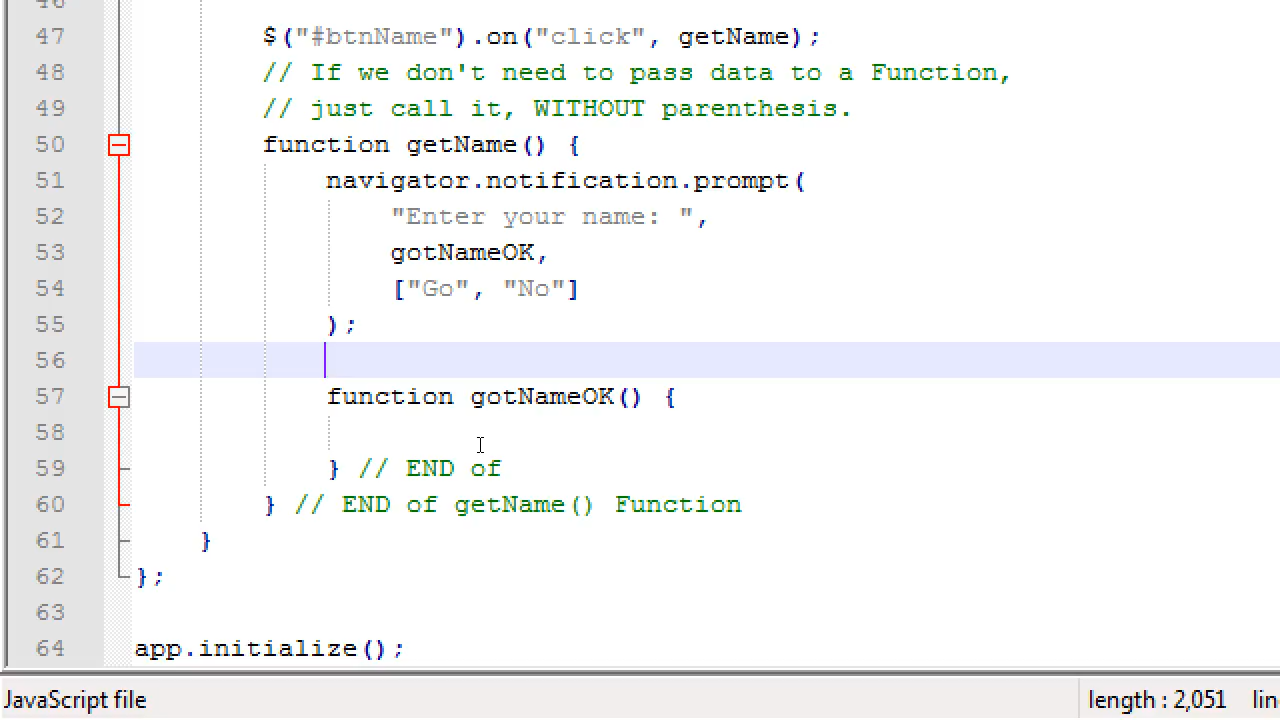 46
47 $("#btnName").on("click", getName);
48 // If we don't need to pass data to a Function,
49 // just call it, WITHOUT parenthesis.
50 function getName() {
51 navigator.notification.prompt(
52 "Enter your name: ",
53 gotNameOK,
54 ["Go", "No"]
55 );
56
57 function gotNameOK() {
58
59 } // END of
60 } // END of getName() Function
61 }
62 };
63
64 app.initialize();
JavaScript file length : 2,051 lin